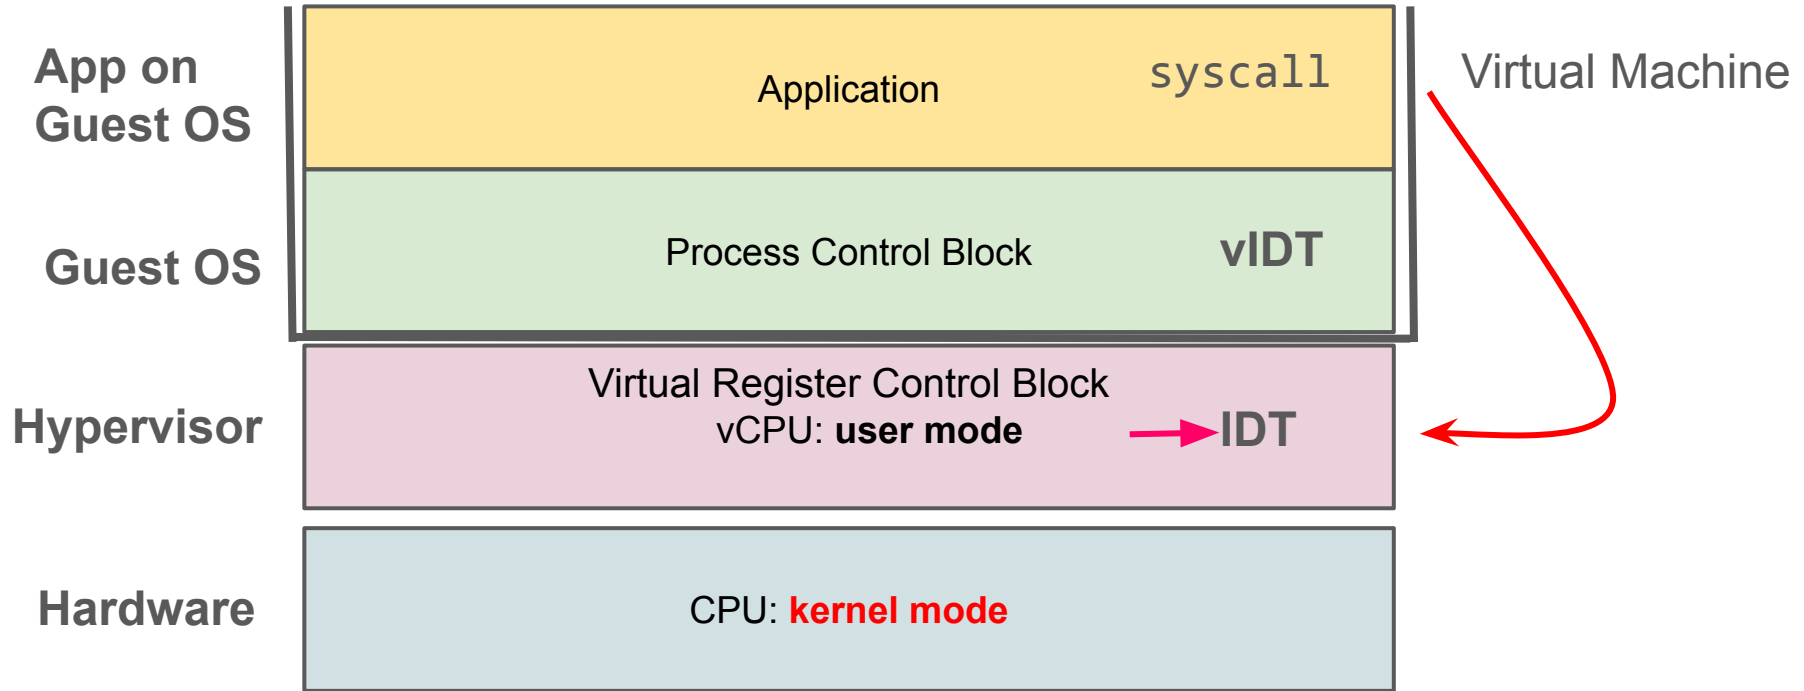 App on
Guest OS
Application
syscall
Virtual Machine
Guest OS
Process Control Block
vIDT
Hypervisor
Virtual Register Control Block
vCPU: user mode
IDT
Hardware
CPU: kernel mode